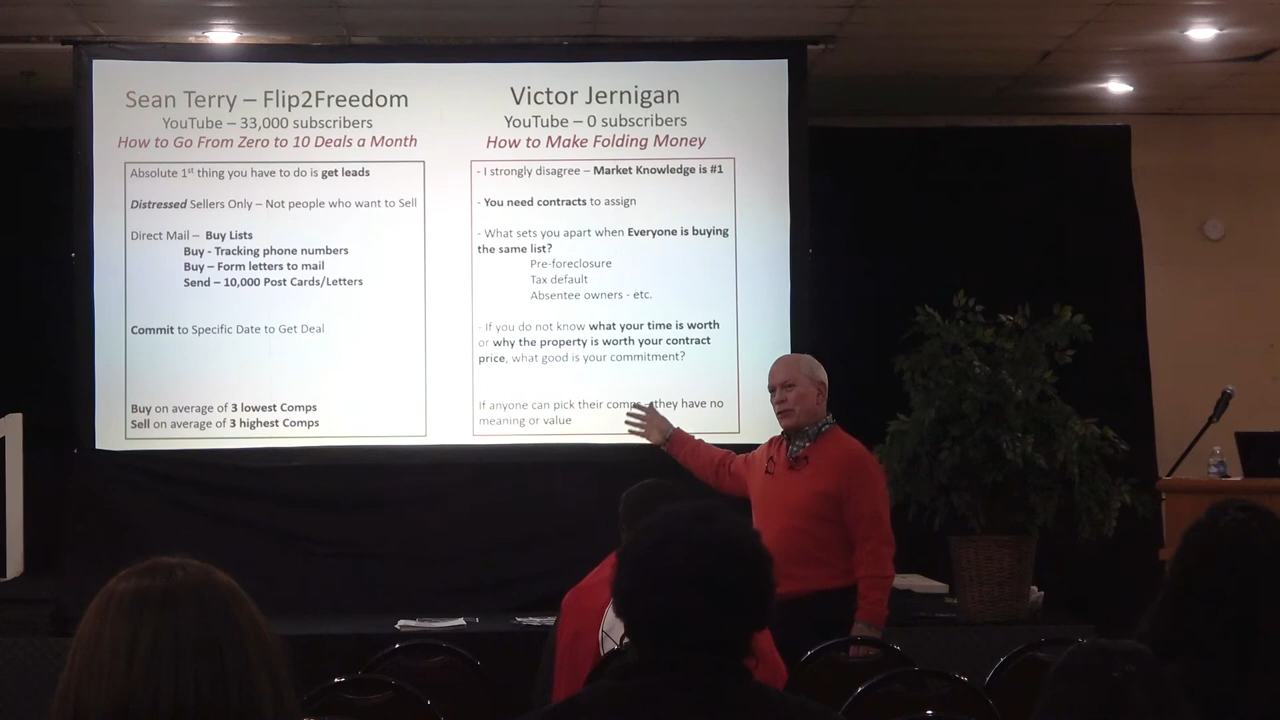 Sean Terry – Flip2Freedom
YouTube – 33,000 subscribers
How to Go From Zero to 10 Deals a Month
Absolute 1st thing you have to do is get leads
Distressed Sellers Only – Not people who want to Sell
Direct Mail – Buy Lists
Buy - Tracking phone numbers
Buy – Form letters to mail
Send – 10,000 Post Cards/Letters
Commit to Specific Date to Get Deal
Buy on average of 3 lowest Comps
Sell on average of 3 highest Comps
Victor Jernigan
YouTube – 0 subscribers
How to Make Folding Money
- I strongly disagree – Market Knowledge is #1
- You need contracts to assign
- What sets you apart when Everyone is buying
the same list?
Pre-foreclosure
Tax default
Absentee owners - etc.
- If you do not know what your time is worth
or why the property is worth your contract
price, what good is your commitment?
If anyone can pick their comps – they have no
meaning or value